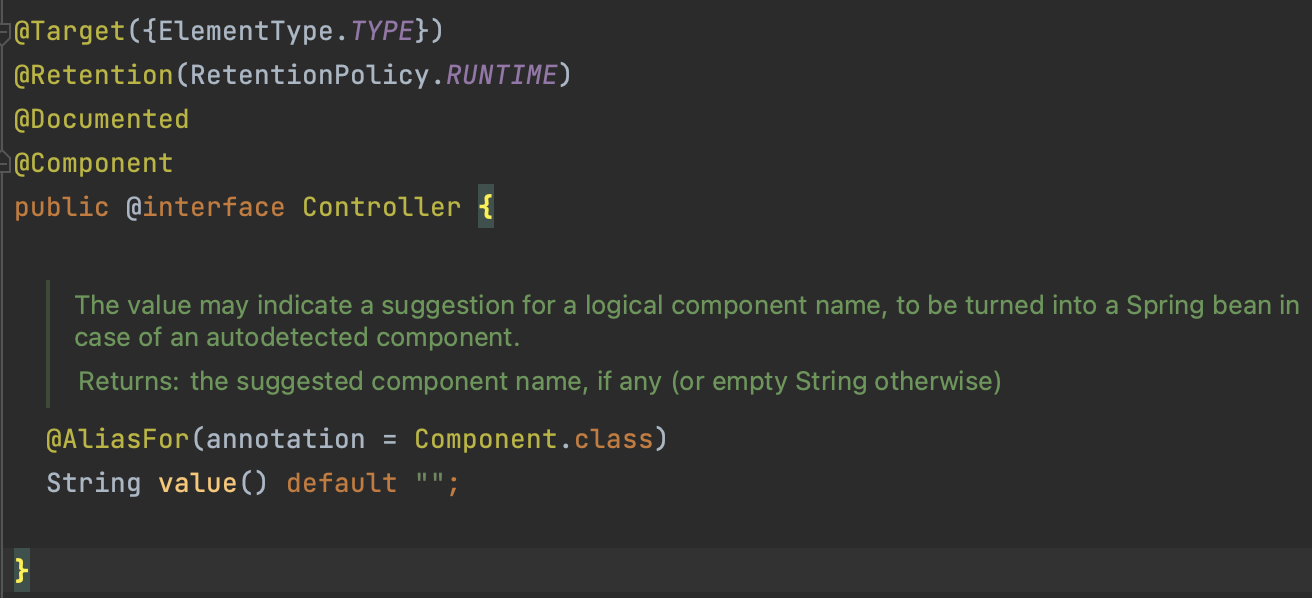 @Target({ElementType.TYPE})
@Retention(RetentionPolicy.RUNTIME)
@Documented
@Component
public @interface Controller {
The value may indicate a suggestion for a logical component name, to be turned into a Spring bean in
case of an autodetected component.
Returns: the suggested component name, if any (or empty String otherwise)
@AliasFor(annotation = Component.class)
String value() default "";
}